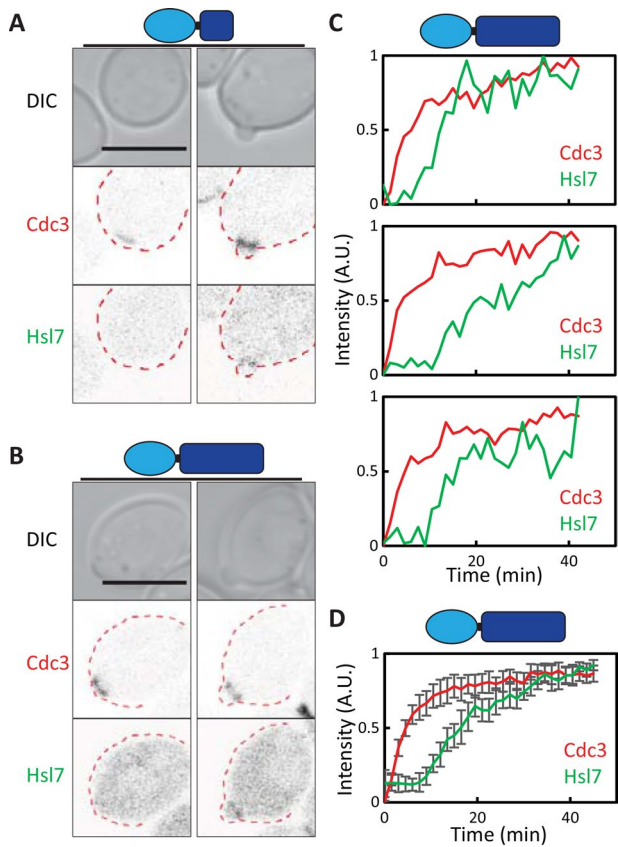 A
DIC
Cdc3
Hsl7
B
DIC
Cdc3
Hsl7
C
1
0.5
0
Cdc3
Hsl7
1
0.5
0
Cdc3
Hsl7
Intensity (A.U.)
1
0.5
0
Cdc3
Hsl7
0 20 40
Time (min)
D
1
0.5
0
Cdc3
Hsl7
Intensity (A.U.)
0 20 40
Time (min)